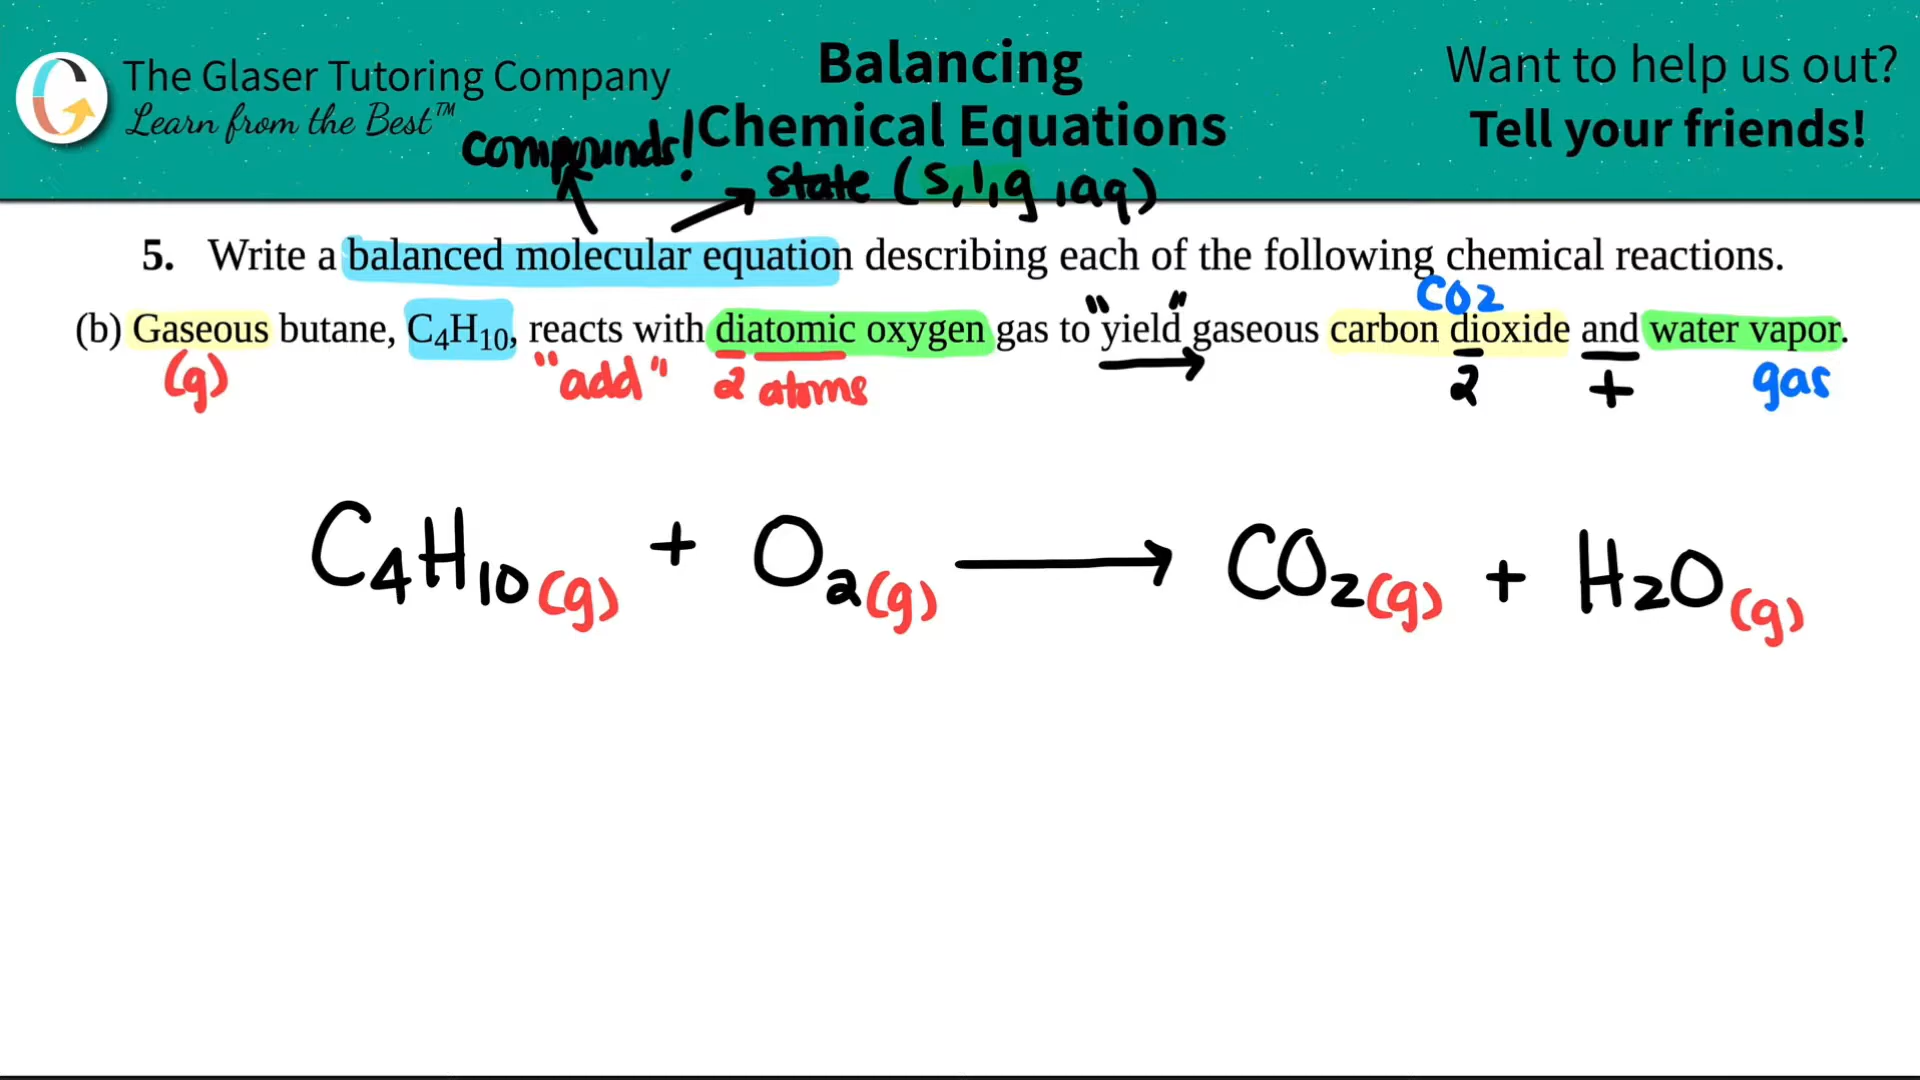 The Glaser Tutoring Company
Learn from the Best™
Balancing
Chemical Equations
Want to help us out?
Tell your friends!
compounds!
state (s,l,g,aq)
5. Write a balanced molecular equation describing each of the following chemical reactions.
CO2
(b) Gaseous butane, C₄H₁₀, reacts with diatomic oxygen gas to "yield" gaseous carbon dioxide and water vapor.
(g) "add" 2 atoms 2 + gas
C₄H₁₀(g) + O₂(g) → CO₂(g) + H₂O(g)